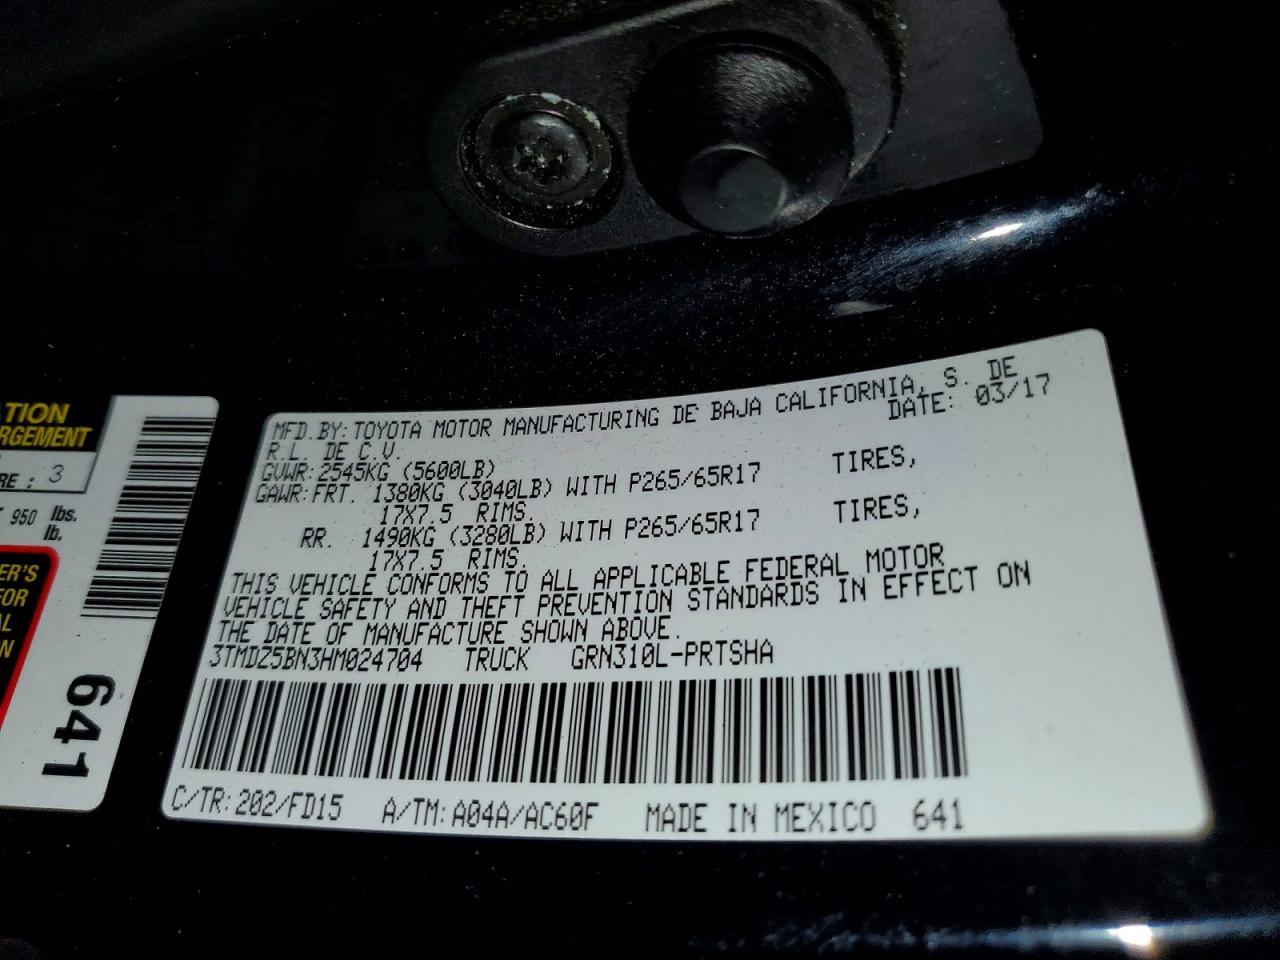 TION
RGEMENT
RE : 3
950 lbs.
lb.
ER'S
FOR
AL
N
641
MFD. BY: TOYOTA MOTOR MANUFACTURING DE BAJA CALIFORNIA, S. DE
R.L. DE C.V. DATE: 03/17
GVWR: 2545KG (5600LB)
GAWR: FRT. 1380KG (3040LB) WITH P265/65R17 TIRES,
17X7.5 RIMS.
RR. 1490KG (3280LB) WITH P265/65R17 TIRES,
17X7.5 RIMS.
THIS VEHICLE CONFORMS TO ALL APPLICABLE FEDERAL MOTOR
VEHICLE SAFETY AND THEFT PREVENTION STANDARDS IN EFFECT ON
THE DATE OF MANUFACTURE SHOWN ABOVE.
3TMDZ5BN3HM024704 TRUCK GRN310L-PRTSHA
C/TR: 202/FD15 A/TM: A04A/AC60F MADE IN MEXICO 641